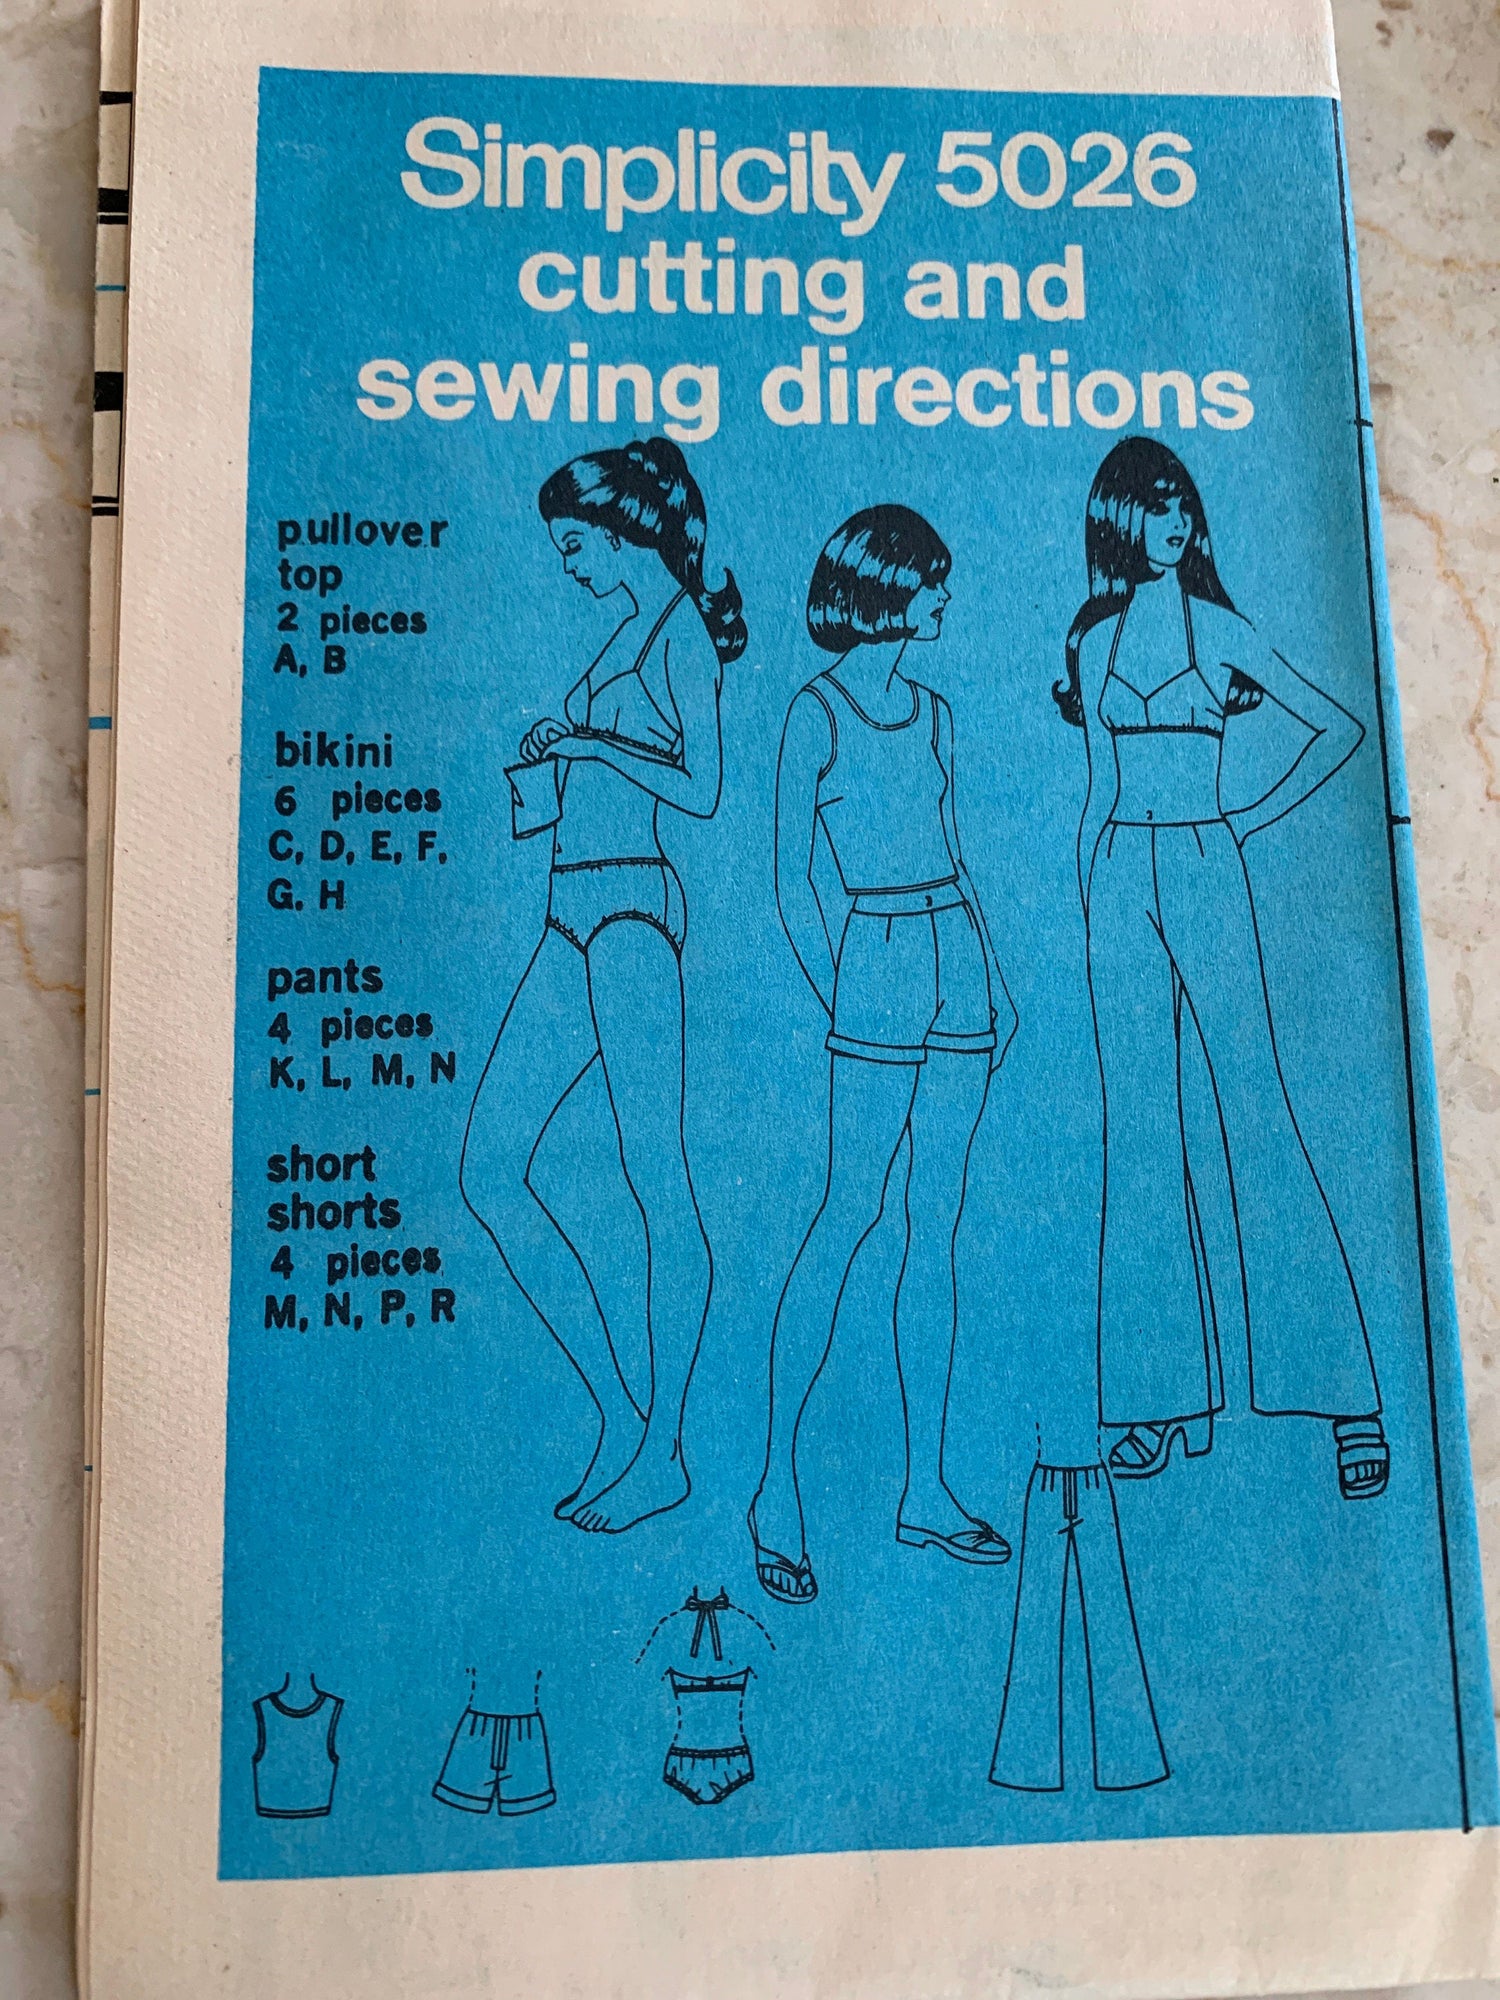 Simplicity 5026
cutting and
sewing directions
pullover
top
2 pieces
A, B
bikini
6 pieces
C, D, E, F,
G, H
pants
4 pieces
K, L, M, N
short
shorts
4 pieces
M, N, P, R